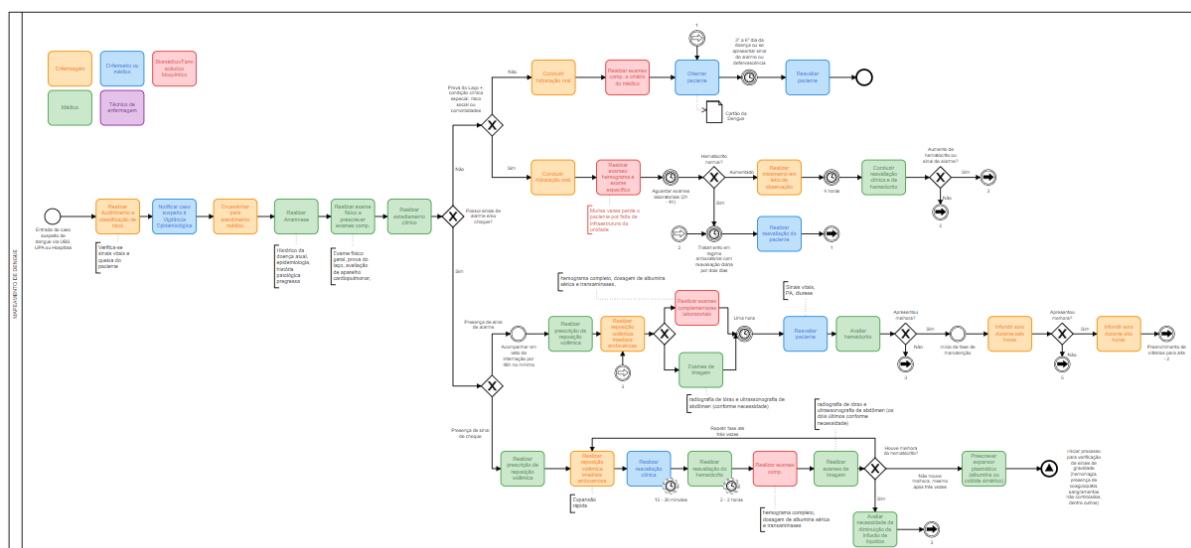 MAPEAMENTO DE DENGUE
Enfermagem
Enfermeiro ou
médico
Médico
Técnico de
enfermagem
Entrada de caso
suspeito de
dengue via UBS,
UPA ou Hospitais
Realizar
Acolhimento e
classificação de
risco
Verifica-se
sinais vitais e
queixa do
paciente
Notificar caso
suspeito à
Vigilância
Epidemiológica
Encaminhar
para
atendimento
médico
Realizar
Anamnese
Histórico da
doença atual,
epidemiologia,
história
patológica
pregressa
Realizar exame
físico e
prescrever
exames comp.
Exame físico
geral, prova do
laço, avaliação
de aparelho
cardiopulmonar,
Realizar
estadiamento
clínico
Possui sinais de
alarme e/ou
choque?
Não
Sim
Prova do Laço +,
condição clínica
especial, risco
social ou
comorbidades
Não
Conduzir
hidratação oral
Realizar exames
comp. a critério
do médico
1
Orientar
paciente
Cartão da
Dengue
3º a 6º dia da
doença ou se
apresentar sinal
de alarme ou
defervescência
Reavaliar
paciente
Sim
Conduzir
hidratação oral
Realizar
exames
hemograma e
exame
específico
Muitas vezes perde o
paciente por falta de
infraestrutura da
unidade
Aguardar exames
laboratoriais (2h
- 4h)
Hematócrito
normal?
Aumentado
Sim
Realizar
tratamento em
leito de
observação
4 horas
Conduzir
reavaliação
clínica e de
hematócrito
Aumento de
hematócrito ou
sinal de alarme?
Sim
3
Não
2
2
Tratamento em
regime
ambulatorial com
reavaliação diária
por dois dias
Realizar
reavaliação do
paciente
1
Presença de sinal
de alarme
Acompanhar em
leito de
internação por
48h no mínimo
Realizar
prescrição de
reposição
volêmica
Realizar
reposição
volêmica
imediata
endovenosa
3
hemograma completo, dosagem de albumina
sérica e transaminases,
Realizar exames
complementares
laboratoriais
Exames de
imagem
radiografia de tórax e ultrassonografia de
abdômen (conforme necessidade)
Uma hora
Sinais vitais,
PA, diurese
Reavaliar
paciente
Avaliar
hematócrito
Apresentou
melhora?
Sim
Não
3
Início da fase de
manutenção
Infundir soro
durante seis
horas
Apresentou
melhora?
Sim
Não
Infundir soro
durante oito
horas
Preenchimento de
critérios para alta
- 2
Presença de sinal
de choque
Realizar
prescrição de
reposição
volêmica
Repetir fase até
três vezes
Realizar
reposição
volêmica
imediata
endovenosa
Expansão
rápida
Realizar
reavaliação
clínica
15 - 30 minutos
Realizar
reavaliação do
hematócrito
2 - 3 horas
Realizar exames
comp.
hemograma completo,
dosagem de albumina sérica
e transaminases
radiografia de tórax e
ultrassonografia de abdômen (os
dois últimos conforme
necessidade)
Realizar
exames de
imagem
Houve melhora
do hematócrito?
Não houve
melhora, mesmo
após três vezes
Prescrever
expansor
plasmático
(albumina ou
coloide sintético)
Iniciar processo
para verificação
de sinais de
gravidade
(hemorragia,
presença de
coagulopatia,
sangramentos
não controlados,
dentre outros)
Sim
Avaliar
necessidade de
diminuição da
infusão de
líquidos
3